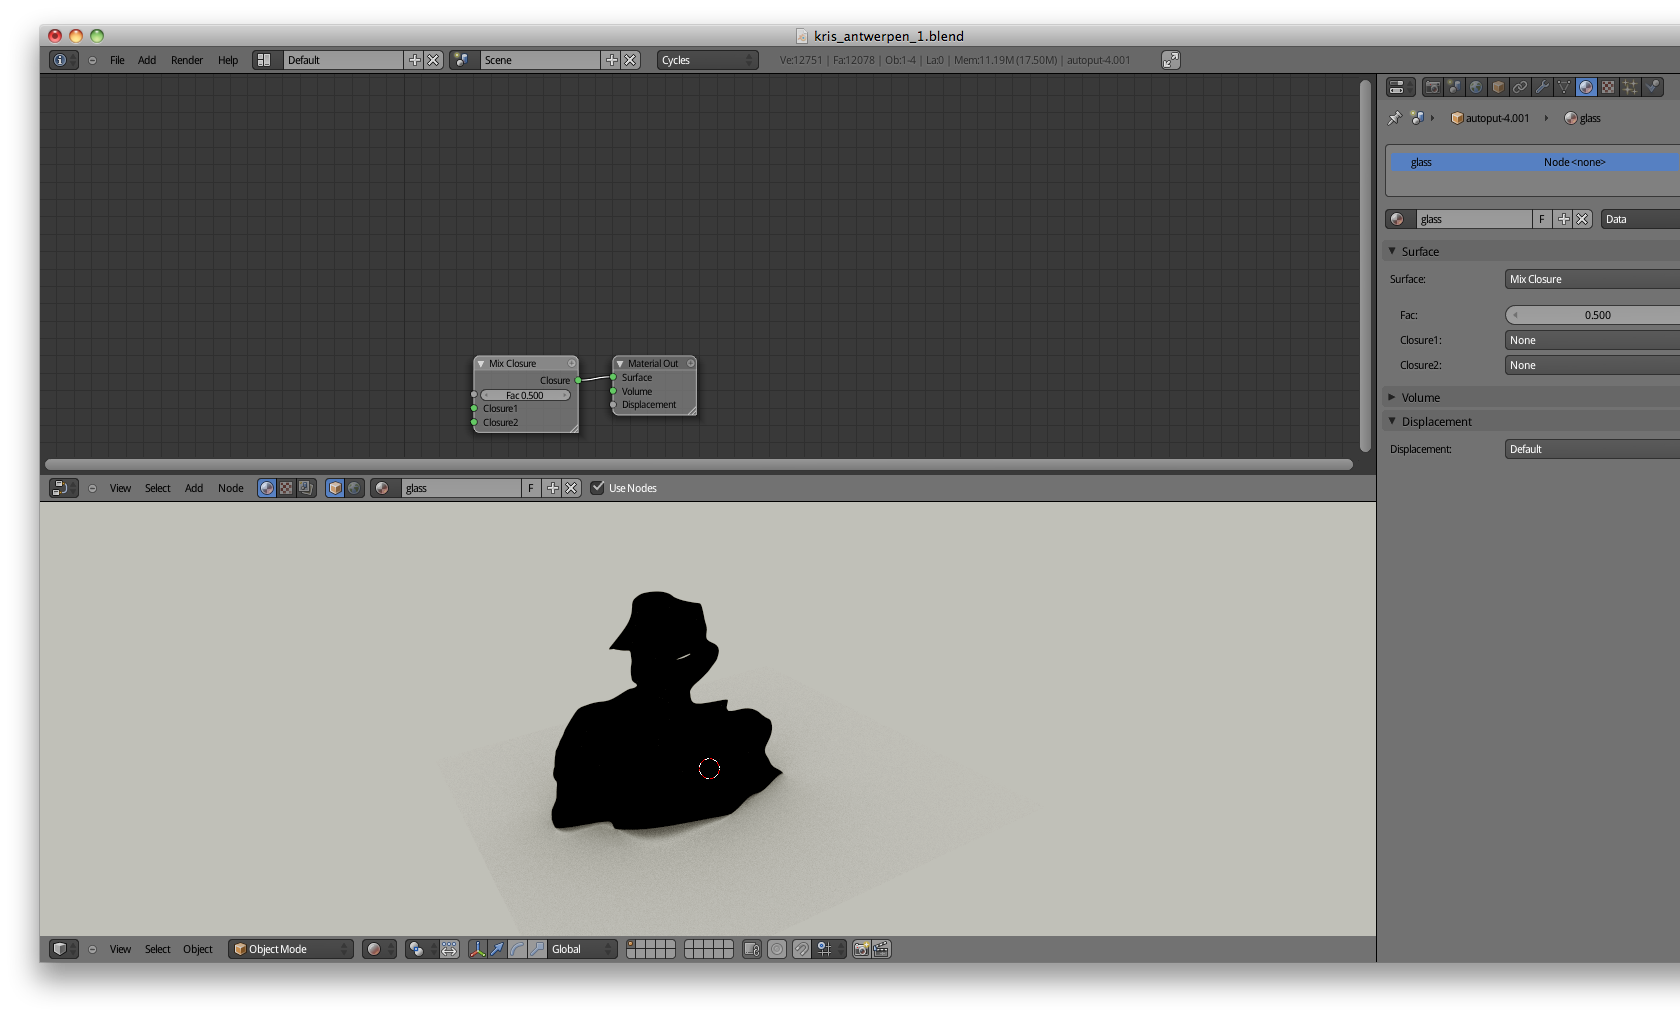 kris_antwerpen_1.blend
File Add Render Help Default Scene Cycles Ve:12751 | Fa:12078 | Ob:1-4 | La:0 | Mem:11.19M (17.50M) | autoput-4.001
autoput-4.001 glass
glass Node <none>
glass F Data
Surface
Surface: Mix Closure
Fac: 0.500
Closure1: None
Closure2: None
Volume
Displacement
Displacement: Default
Mix Closure
Closure
Fac 0.500
Closure1
Closure2
Material Out
Surface
Volume
Displacement
View Select Add Node glass F Use Nodes
View Select Object Object Mode Global